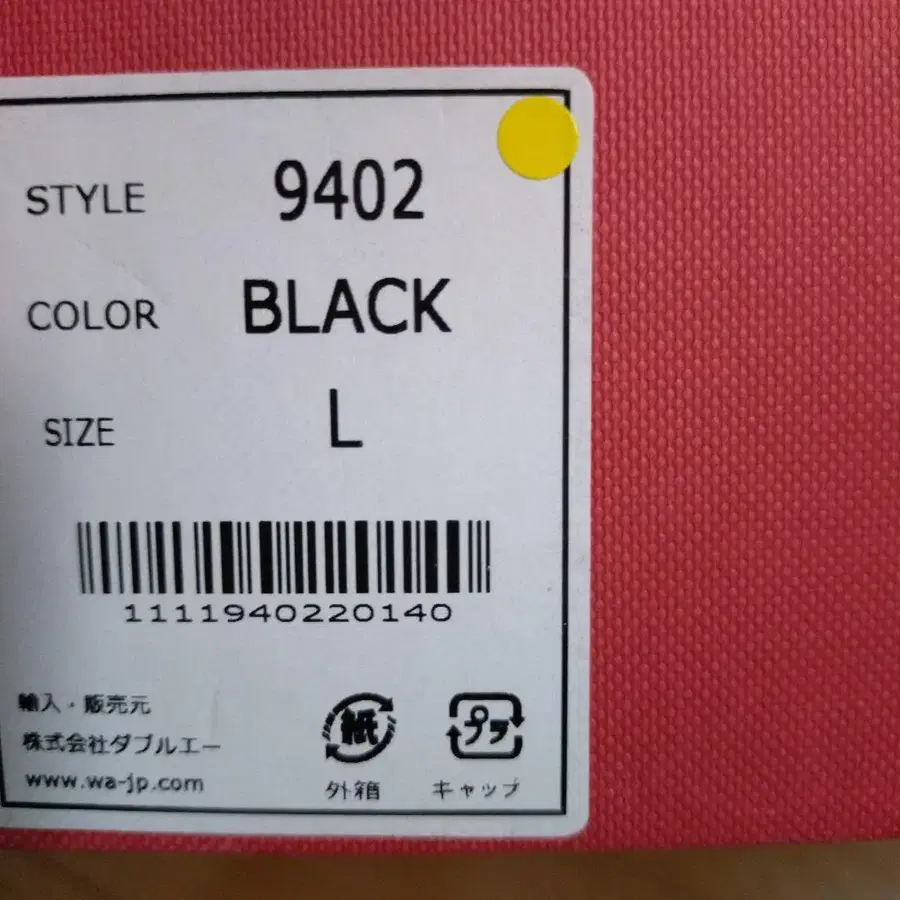 STYLE 9402
COLOR BLACK
SIZE L
1111940220140
輸入・販売元
株式会社ダブルエー
www.wa-jp.com
紙
外箱
プラ
キャップ